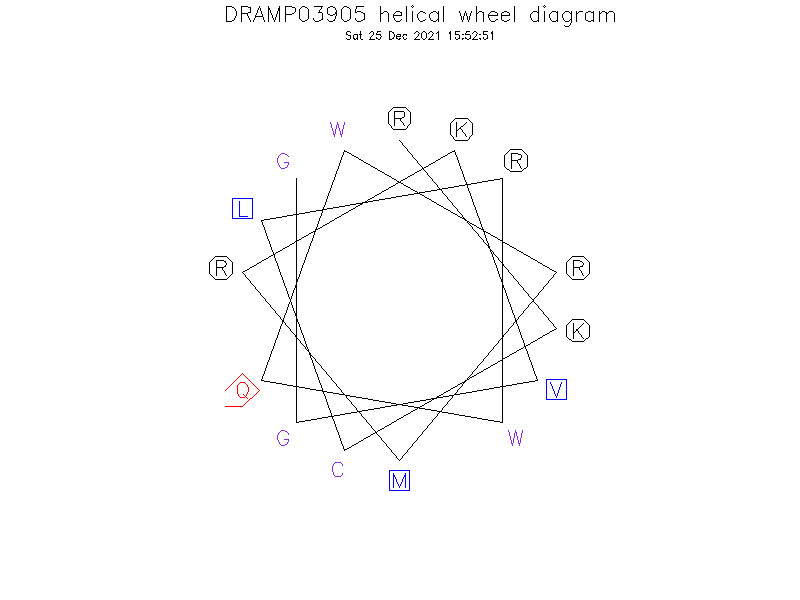 DRAMP03905 helical wheel diagram
Sat 25 Dec 2021 15:52:51
R
W K
G R
L
R R
K
Q V
G W
C
M